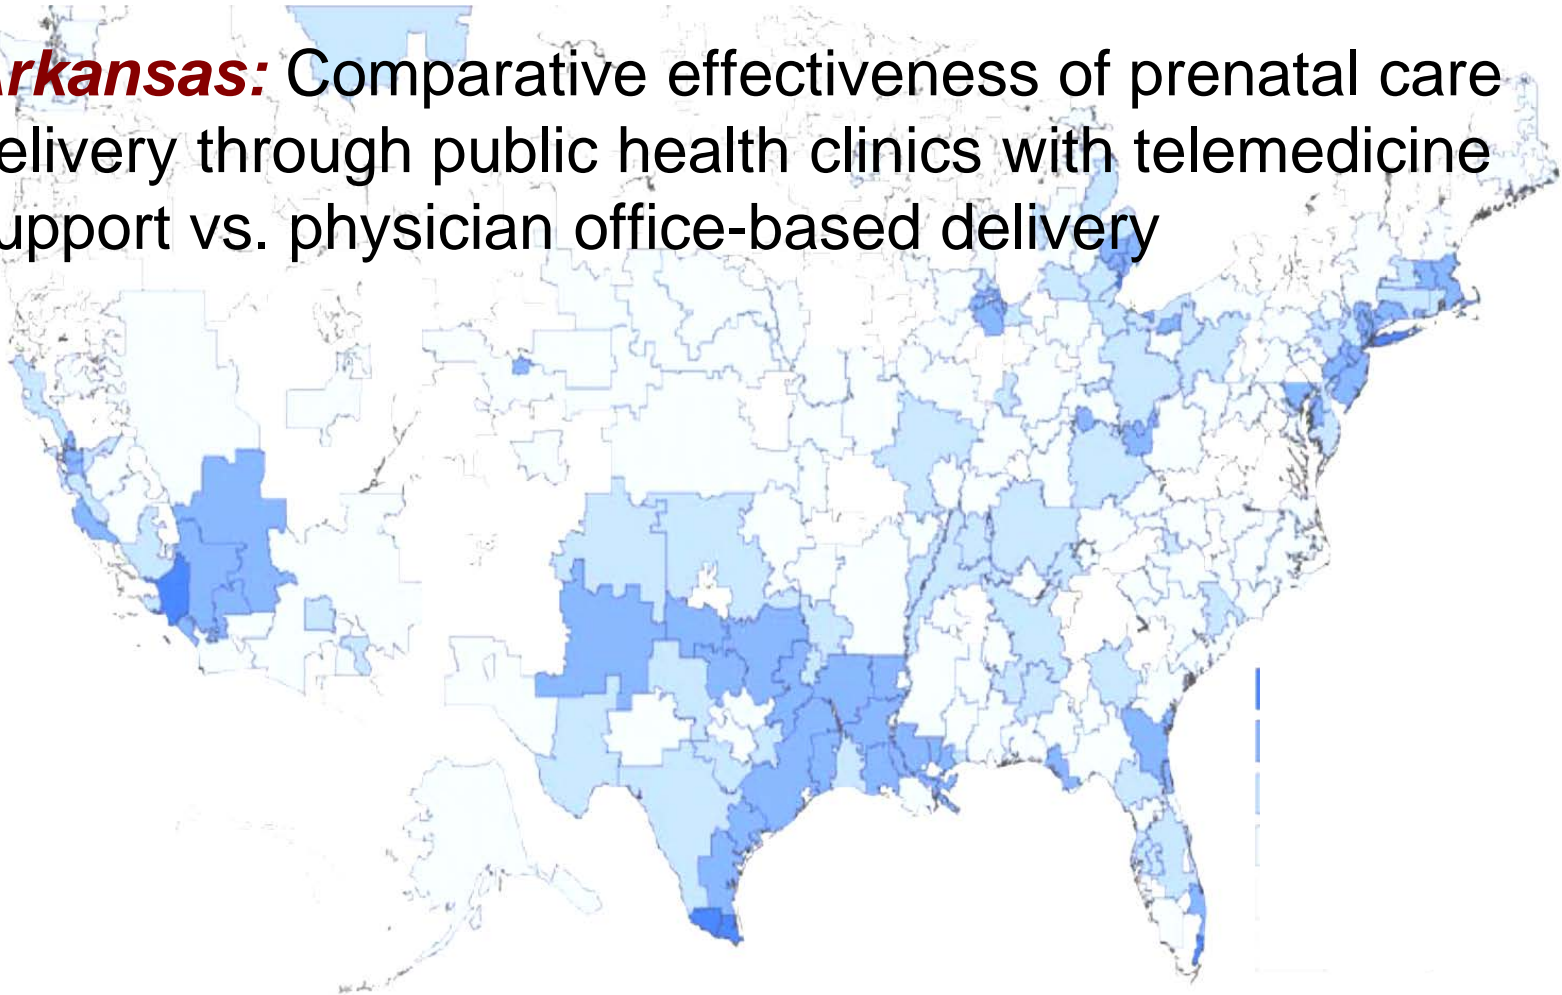 rkansas: Comparative effectiveness of prenatal care
elivery through public health clinics with telemedicine
upport vs. physician office-based delivery